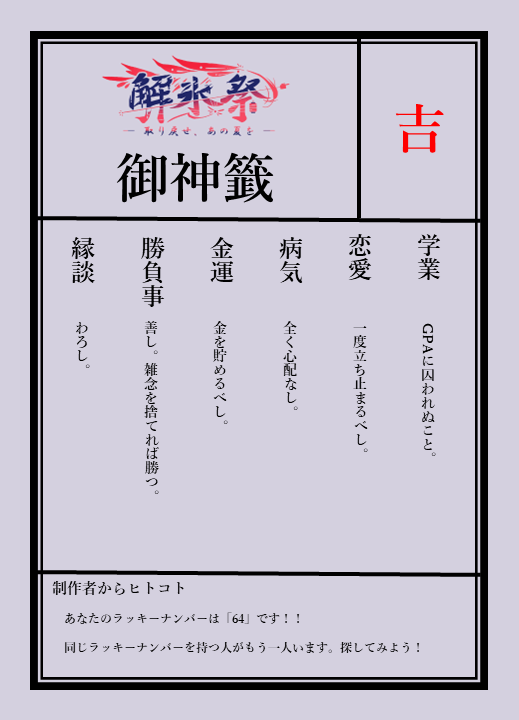 解氷祭
取り戻せ、あの夏を
御神籤
吉
学業
GPAに囚われぬこと。
恋愛
一度立ち止まるべし。
病気
全く心配なし。
金運
金を貯めるべし。
勝負事
善し。雑念を捨てれば勝つ。
縁談
わろし。
制作者からヒトコト
あなたのラッキーナンバーは「64」です！！
同じラッキーナンバーを持つ人がもう一人います。探してみよう！